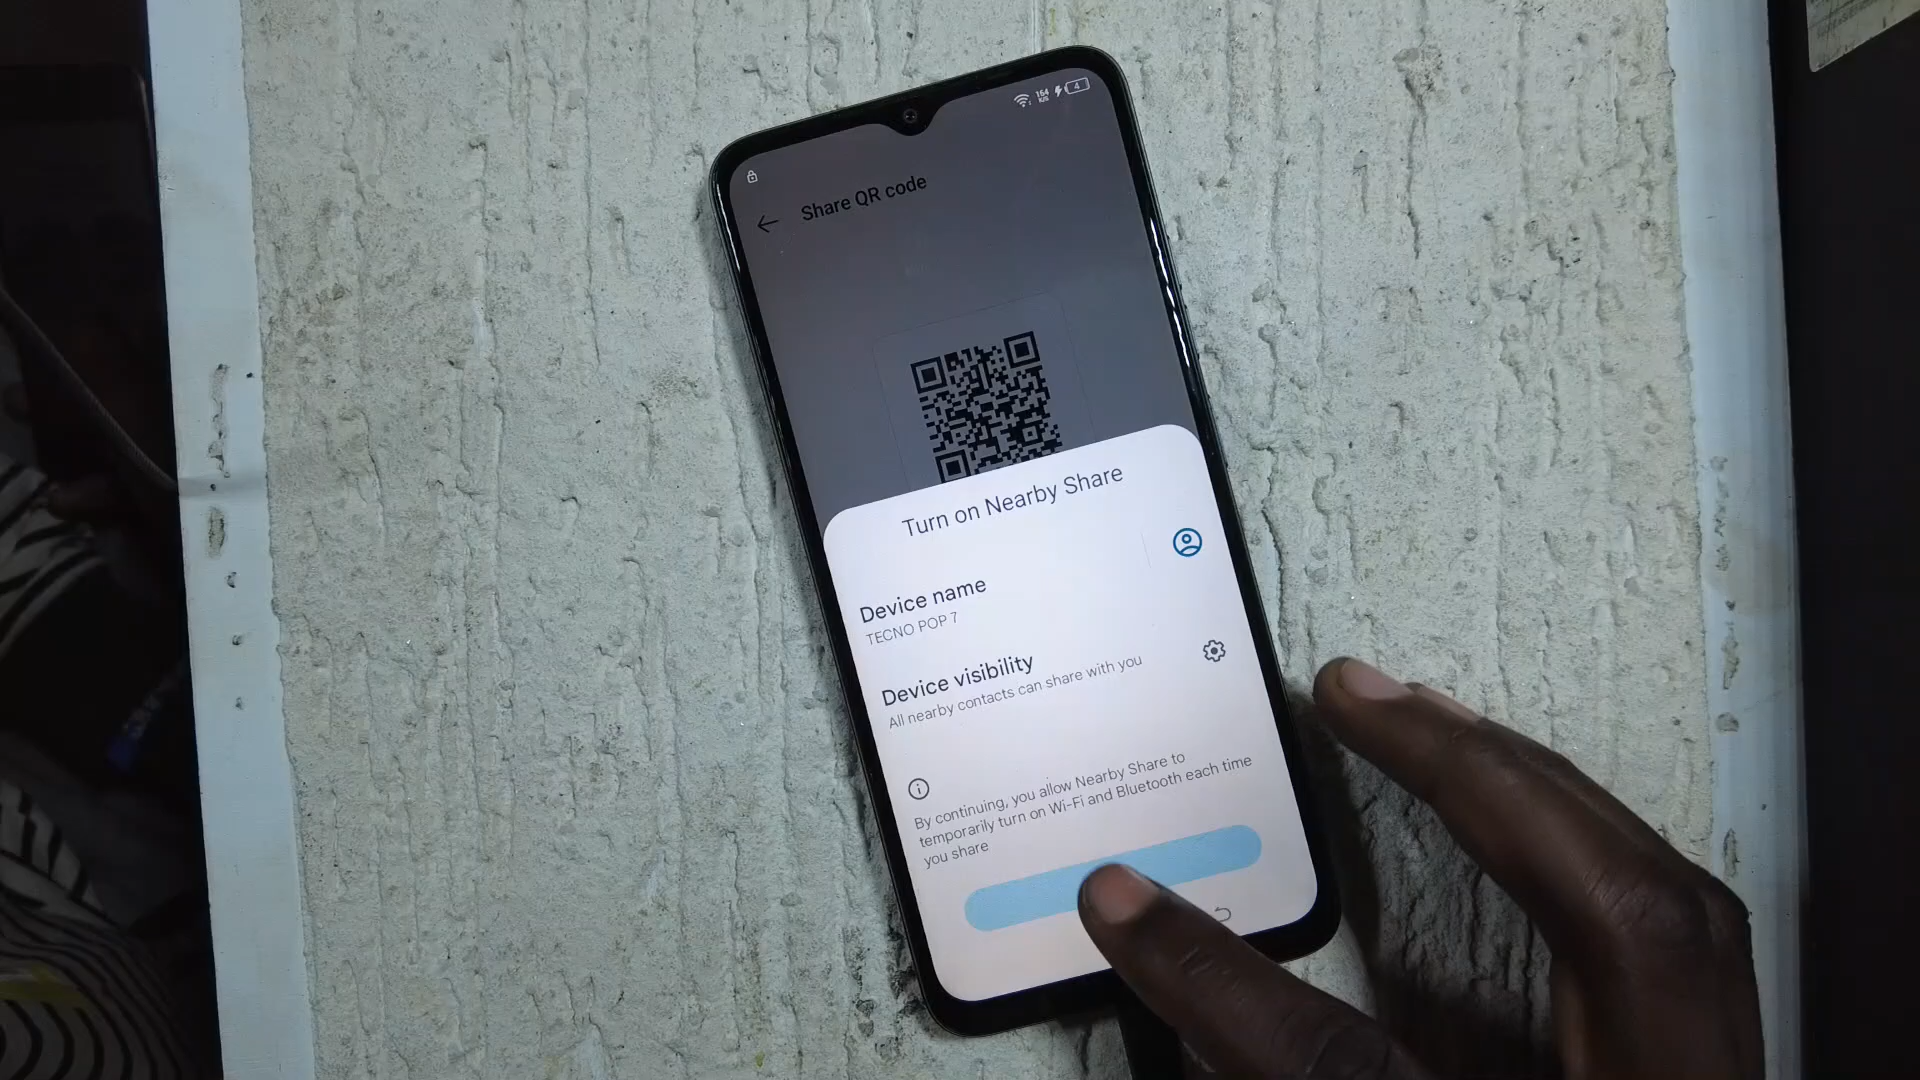 164
K/S
4
Share QR code
Turn on Nearby Share
Device name
TECNO POP 7
Device visibility
All nearby contacts can share with you
By continuing, you allow Nearby Share to
temporarily turn on Wi-Fi and Bluetooth each time
you share